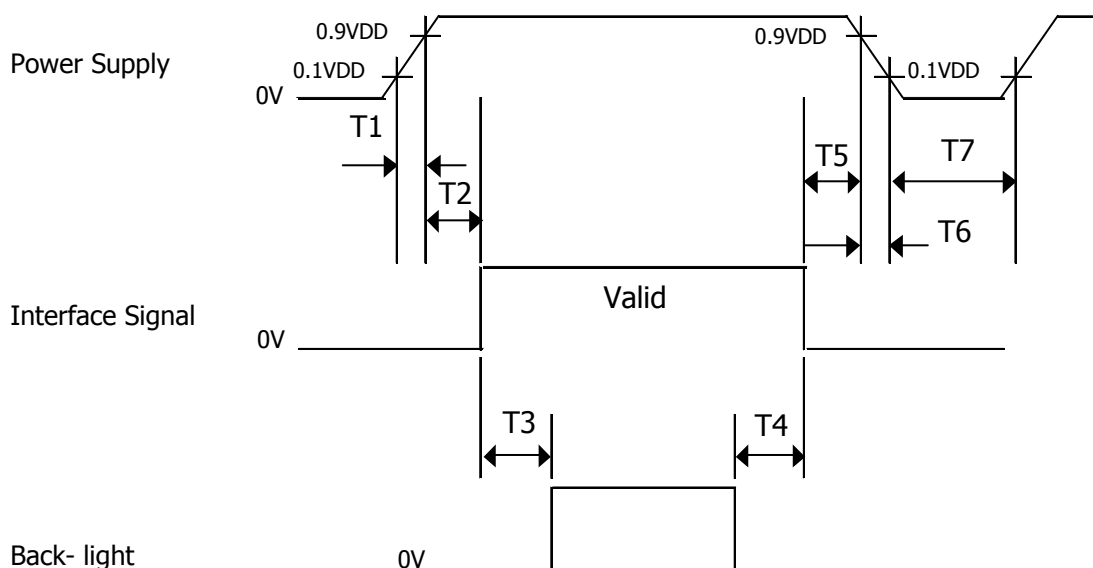 0.9VDD
0.9VDD
Power Supply
0.1VDD
0.1VDD
0V
T1
T5
T7
T2
T6
Valid
Interface Signal
0V
T3
T4
Back- light
0V